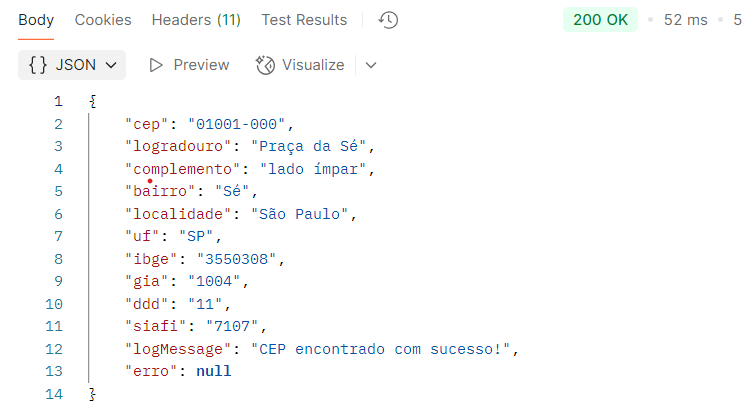 Body Cookies Headers (11) Test Results 200 OK 52 ms 5
{} JSON Preview Visualize
1 {
2 "cep": "01001-000",
3 "logradouro": "Praça da Sé",
4 "complemento": "lado ímpar",
5 "bairro": "Sé",
6 "localidade": "São Paulo",
7 "uf": "SP",
8 "ibge": "3550308",
9 "gia": "1004",
10 "ddd": "11",
11 "siafi": "7107",
12 "logMessage": "CEP encontrado com sucesso!",
13 "erro": null
14 }